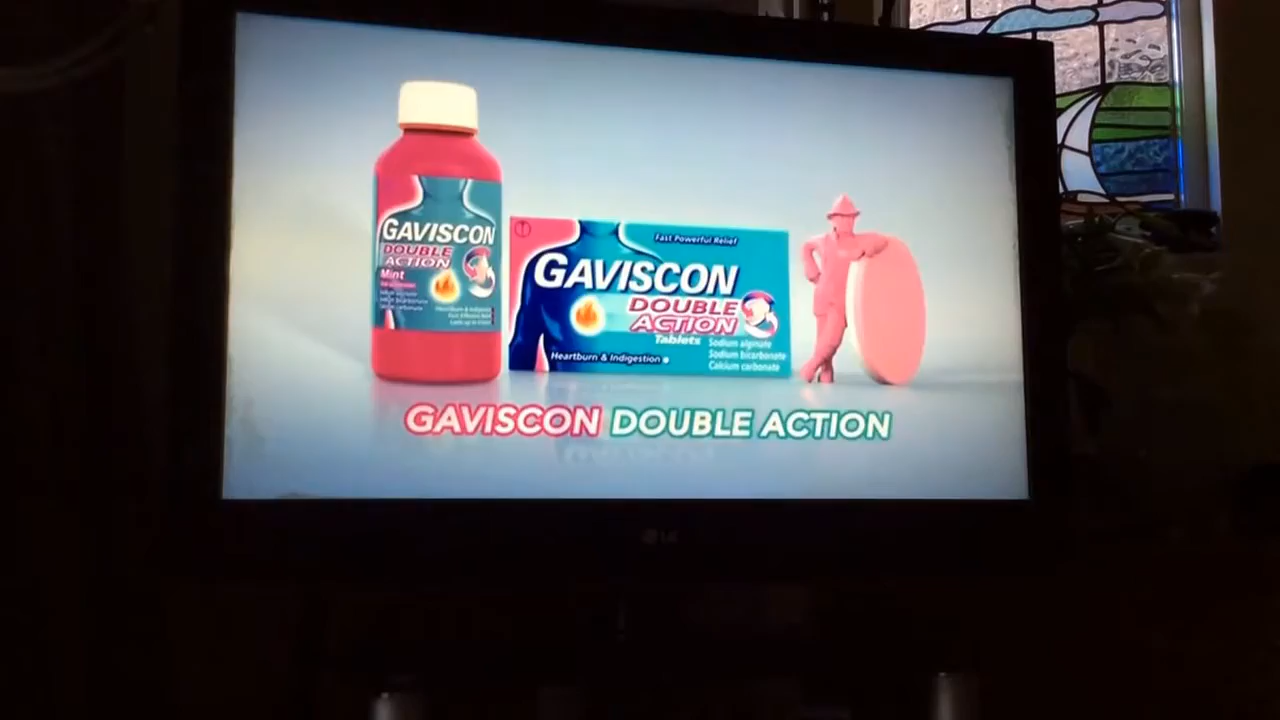 GAVISCON
DOUBLE
ACTION
Mint
Fast Powerful Relief
GAVISCON
DOUBLE
ACTION
Tablets
Sodium alginate
Sodium bicarbonate
Calcium carbonate
Heartburn & Indigestion
GAVISCON DOUBLE ACTION
LG